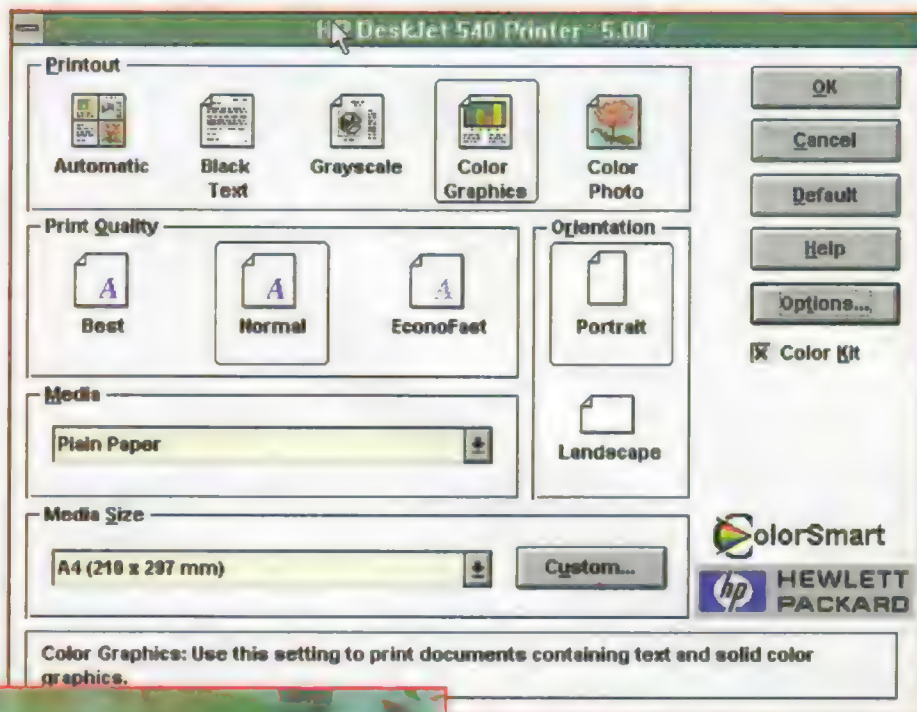 HP DeskJet 540 Printer 5.00
Printout
Automatic
Black
Text
Grayscale
Color
Graphics
Color
Photo
OK
Cancel
Default
Help
Options...
Color Kit
Print Quality
Best
Normal
EconoFast
Orientation
Portrait
Landscape
Media
Plain Paper
Media Size
A4 (210 x 297 mm)
Custom...
ColorSmart
hp HEWLETT
PACKARD
Color Graphics: Use this setting to print documents containing text and solid color
graphics.